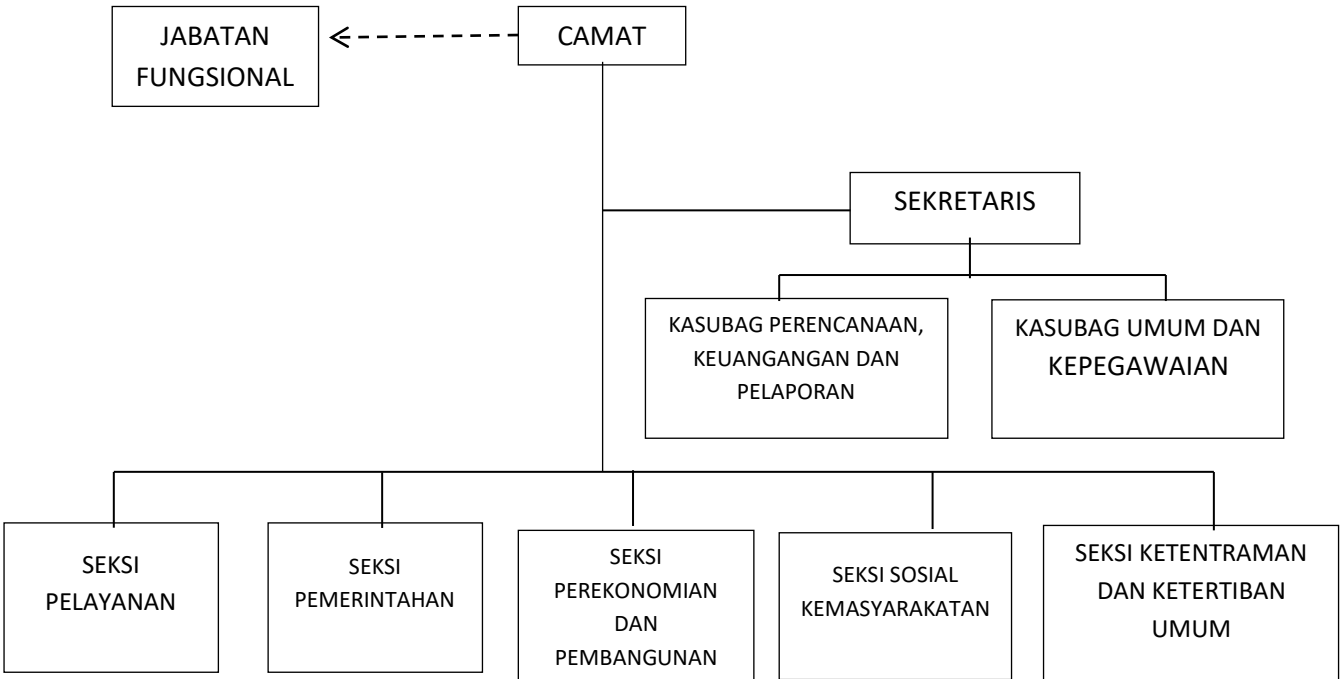 JABATAN
FUNGSIONAL
CAMAT
SEKRETARIS
KASUBAG PERENCANAAN,
KEUANGANGAN DAN
PELAPORAN
KASUBAG UMUM DAN
KEPEGAWAIAN
SEKSI
PELAYANAN
SEKSI
PEMERINTAHAN
SEKSI
PEREKONOMIAN
DAN
PEMBANGUNAN
SEKSI SOSIAL
KEMASYARAKATAN
SEKSI KETENTRAMAN
DAN KETERTIBAN
UMUM